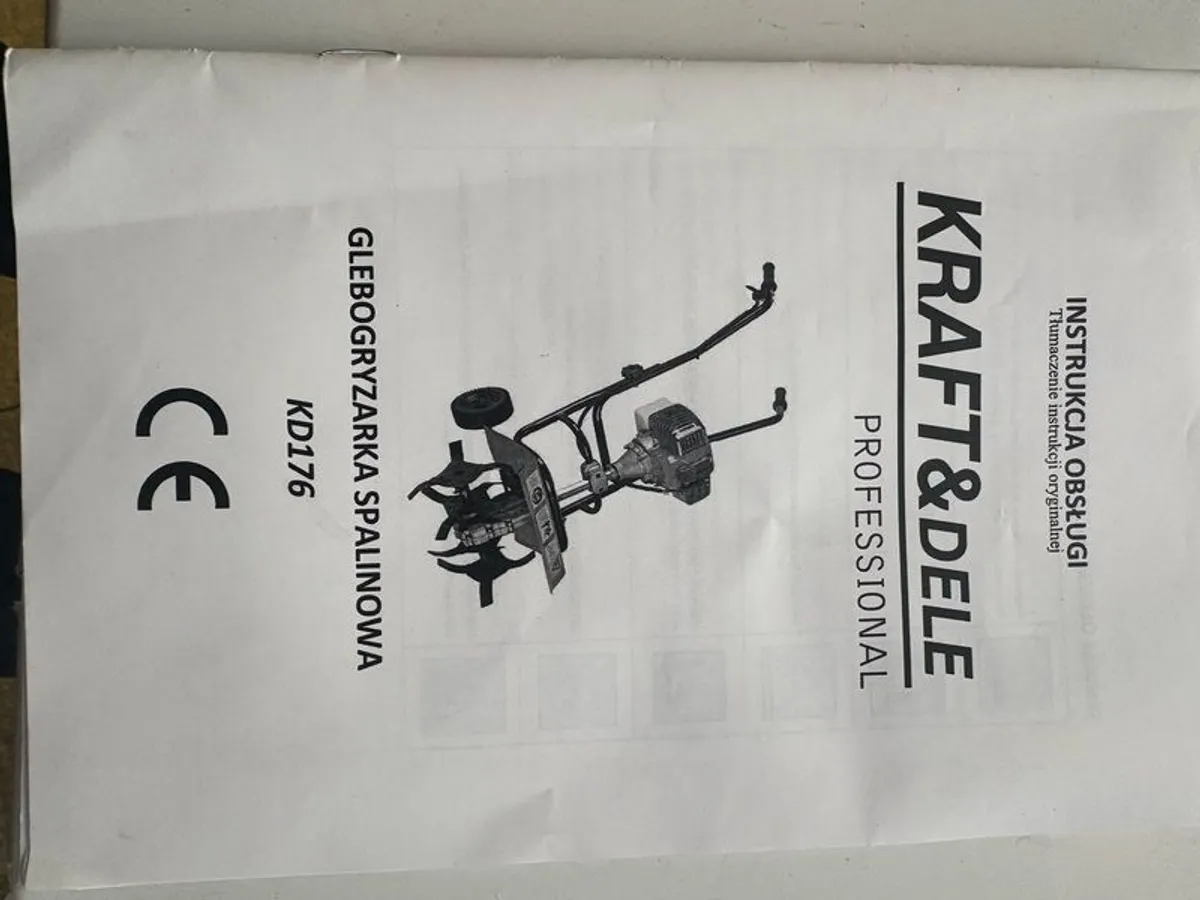 INSTRUKCJA OBSŁUGI
Tłumaczenie instrukcji oryginalnej
KRAFT&DELE
PROFESSIONAL
GLEBOGRYZARKA SPALINOWA
KD176
CE